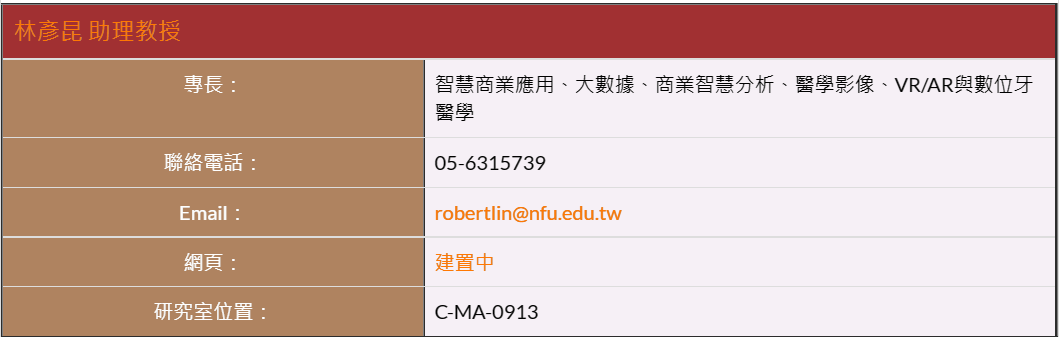 林彥昆 助理教授
專長：
智慧商業應用、大數據、商業智慧分析、醫學影像、VR/AR與數位牙
醫學
聯絡電話：
05-6315739
Email：
robertlin@nfu.edu.tw
網頁：
建置中
研究室位置：
C-MA-0913